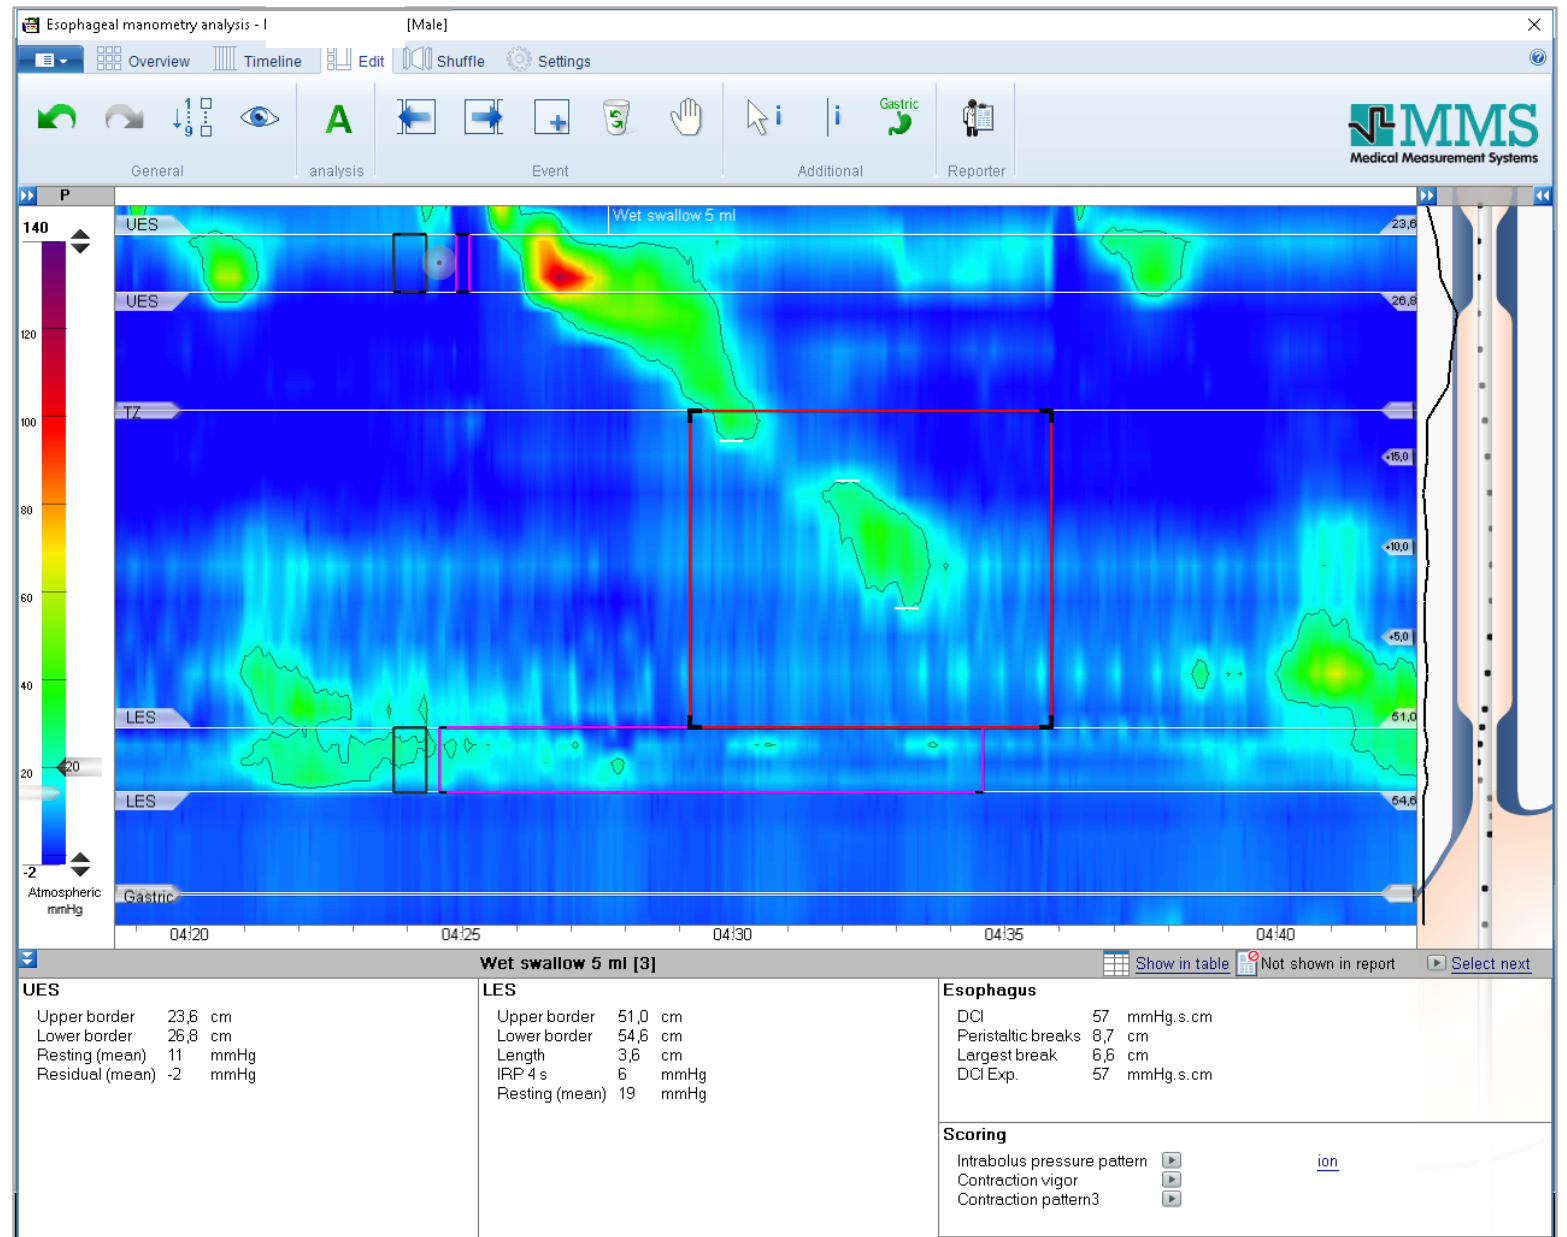 Esophageal manometry analysis - [Male]
Overview Timeline Edit Shuffle Settings
Gastric
MMS
Medical Measurement Systems
General analysis Event Additional Reporter
P
Wet swallow 5 ml
140
UES 23,6
UES 26,8
120
TZ
100
+15,0
80
+10,0
60
+5,0
40
LES 51,0
20 20
LES 54,6
-2
Atmospheric
mmHg
Gastric
04:20 04:25 04:30 04:35 04:40
Wet swallow 5 ml [3] Show in table Not shown in report Select next
UES
Upper border 23,6 cm
Lower border 26,8 cm
Resting (mean) 11 mmHg
Residual (mean) -2 mmHg
LES
Upper border 51,0 cm
Lower border 54,6 cm
Length 3,6 cm
IRP 4 s 6 mmHg
Resting (mean) 19 mmHg
Esophagus
DCI 57 mmHg.s.cm
Peristaltic breaks 8,7 cm
Largest break 6,6 cm
DCI Exp. 57 mmHg.s.cm
Scoring
Intrabolus pressure pattern ion
Contraction vigor
Contraction pattern3